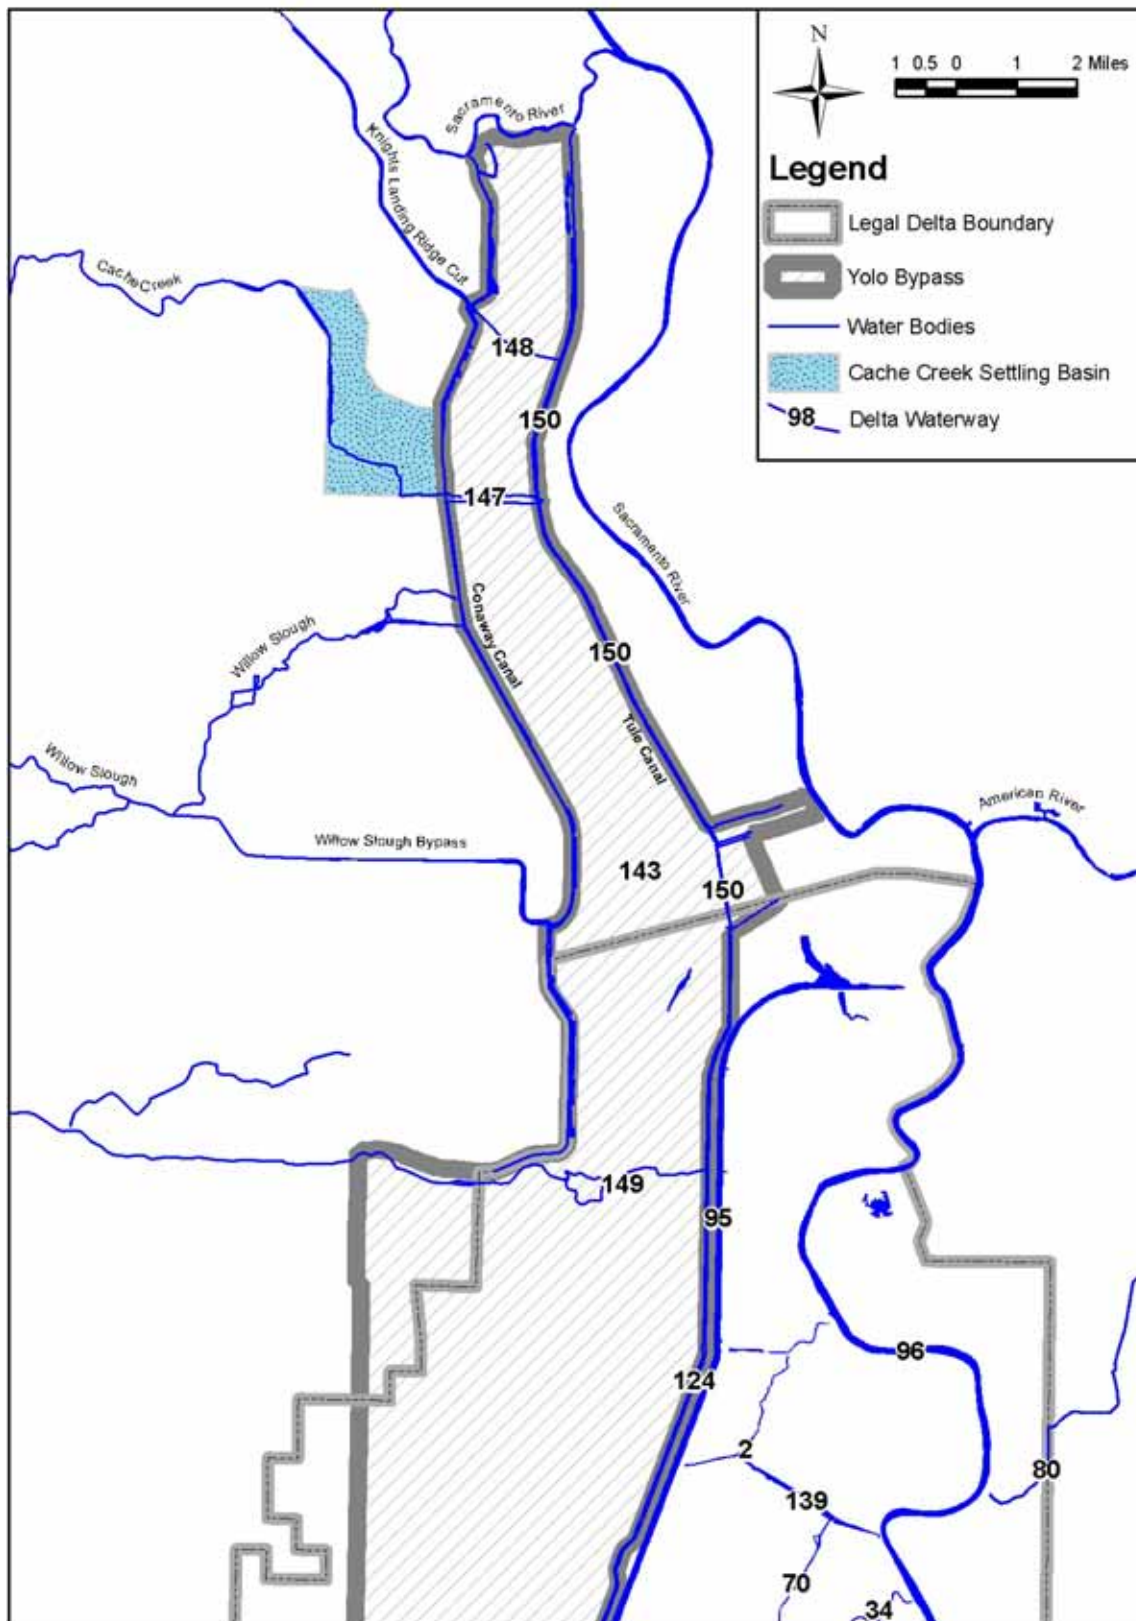 N
1 0.5 0 1 2 Miles
Legend
Legal Delta Boundary
Yolo Bypass
Water Bodies
Cache Creek Settling Basin
98 Delta Waterway
Sacramento River
Knights Landing Ridge Cut
Cache Creek
148
150
147
Sacramento River
Conaway Canal
Willow Slough
150
Tule Canal
Willow Slough
American River
Willow Slough Bypass
143
150
149
95
96
124
2
80
139
70
34